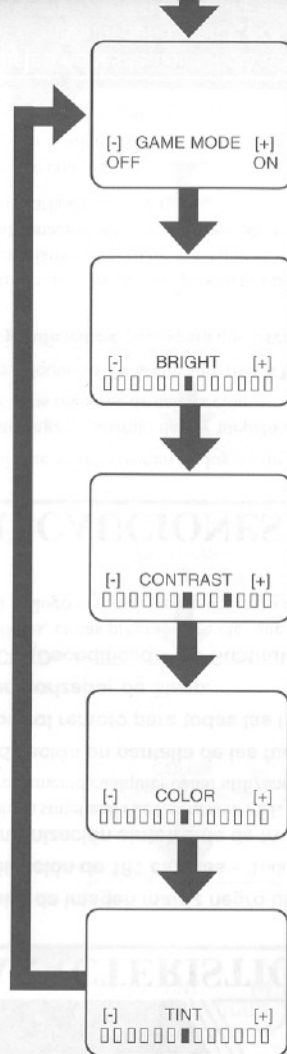 [-] GAME MODE [+]
OFF ON
[-] BRIGHT [+]
[-] CONTRAST [+]
[-] COLOR [+]
[-] TINT [+]